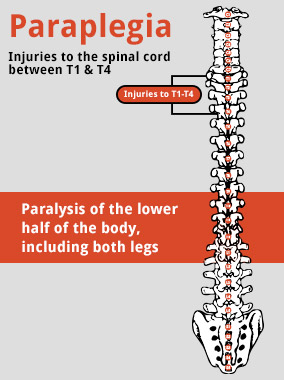 Paraplegia
Injuries to the spinal cord
between T1 & T4
Injuries to T1-T4
Paralysis of the lower
half of the body,
including both legs